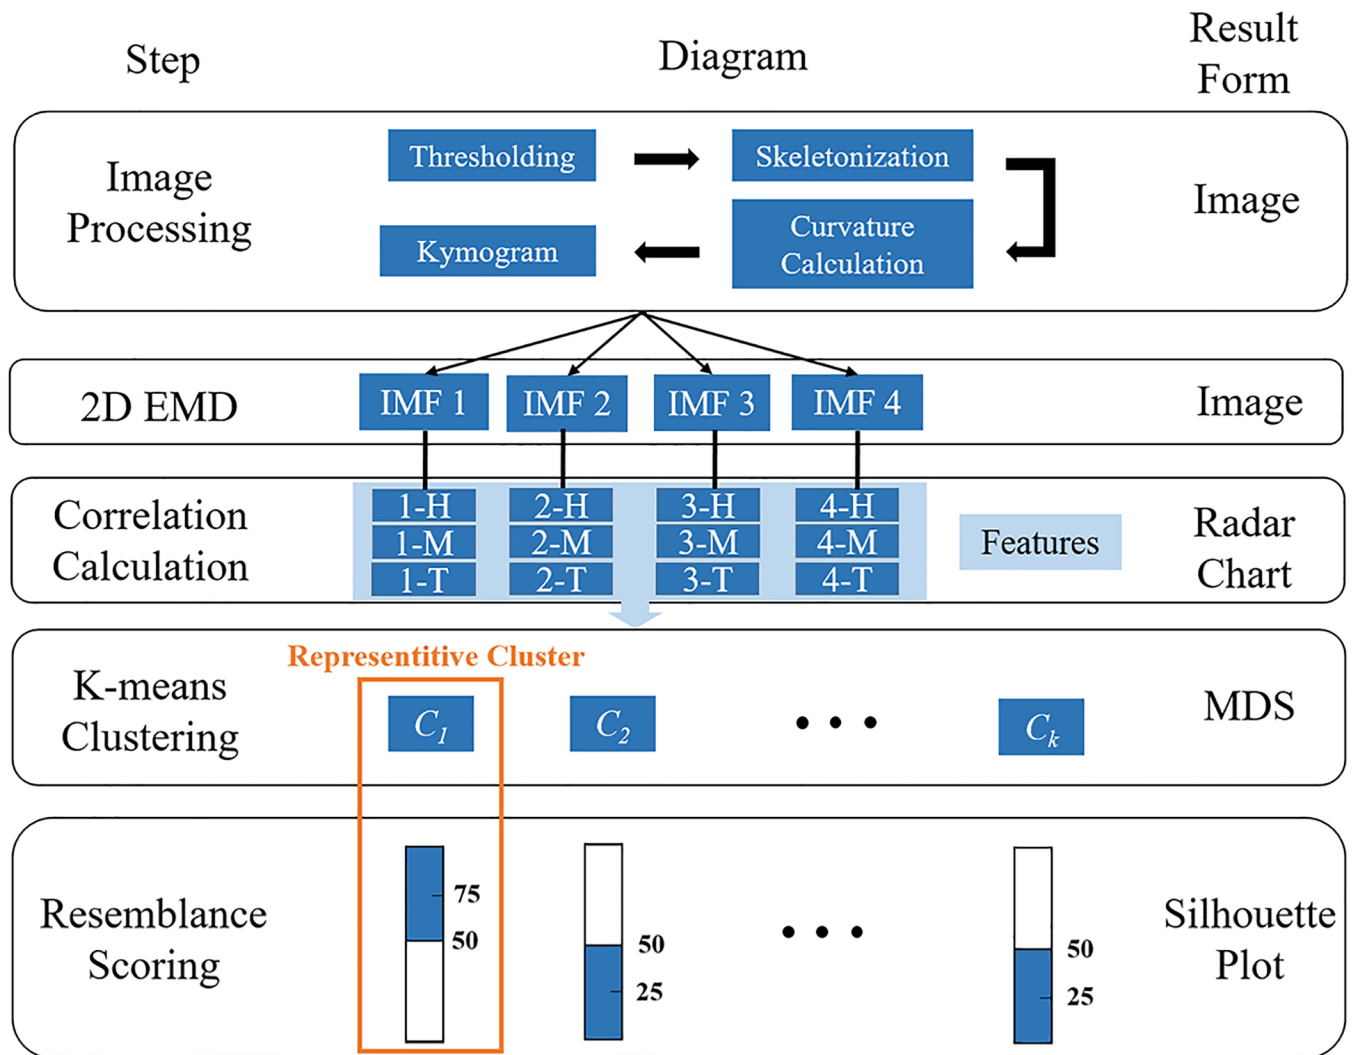 Step
Diagram
Result
Form
Image
Processing
Thresholding
Skeletonization
Kymogram
Curvature
Calculation
Image
2D EMD
IMF 1
IMF 2
IMF 3
IMF 4
Image
Correlation
Calculation
1-H
2-H
3-H
4-H
1-M
2-M
3-M
4-M
1-T
2-T
3-T
4-T
Features
Radar
Chart
Representitive Cluster
K-means
Clustering
C1
C2
• • •
Ck
MDS
Resemblance
Scoring
75
50
50
25
• • •
50
25
Silhouette
Plot